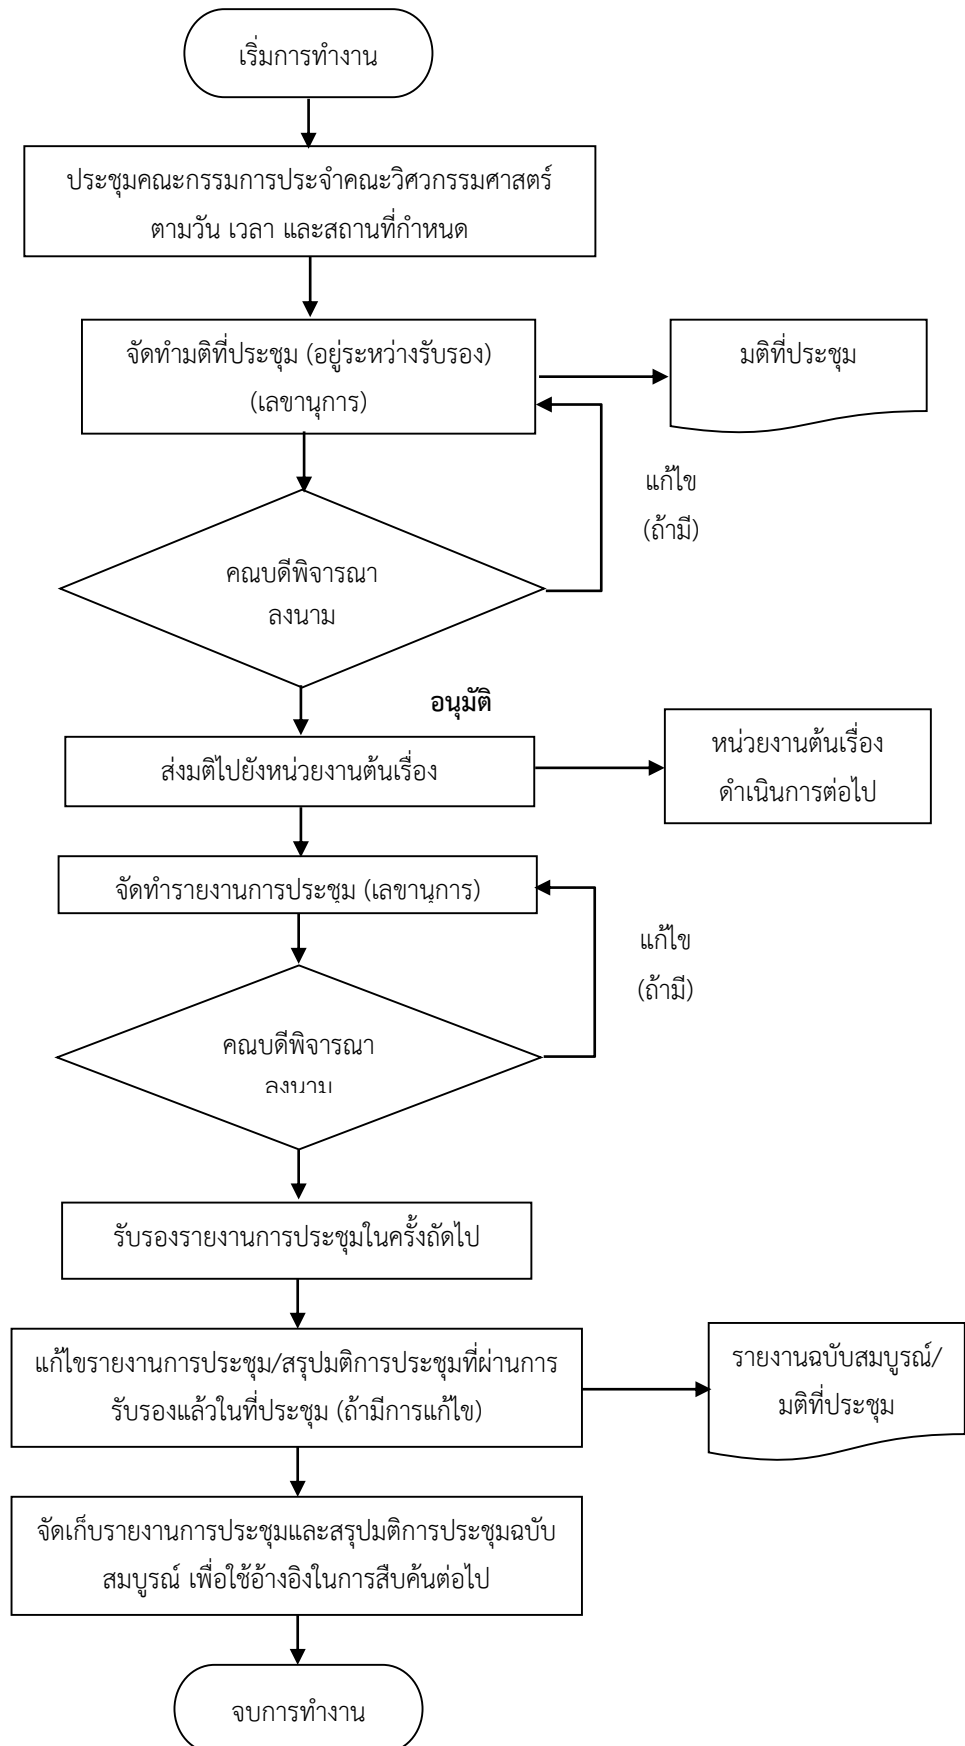 เริ่มการทำงาน
ประชุมคณะกรรมการประจำคณะวิศวกรรมศาสตร์
ตามวัน เวลา และสถานที่กำหนด
จัดทำมติที่ประชุม (อยู่ระหว่างรับรอง)
(เลขานุการ)
มติที่ประชุม
แก้ไข
(ถ้ามี)
คณบดีพิจารณา
ลงนาม
อนุมัติ
ส่งมติไปยังหน่วยงานต้นเรื่อง
หน่วยงานต้นเรื่อง
ดำเนินการต่อไป
จัดทำรายงานการประชุม (เลขานุการ)
แก้ไข
(ถ้ามี)
คณบดีพิจารณา
ลงนาม
รับรองรายงานการประชุมในครั้งถัดไป
แก้ไขรายงานการประชุม/สรุปมติการประชุมที่ผ่านการ
รับรองแล้วในที่ประชุม (ถ้ามีการแก้ไข)
รายงานฉบับสมบูรณ์/
มติที่ประชุม
จัดเก็บรายงานการประชุมและสรุปมติการประชุมฉบับ
สมบูรณ์ เพื่อใช้อ้างอิงในการสืบค้นต่อไป
จบการทำงาน